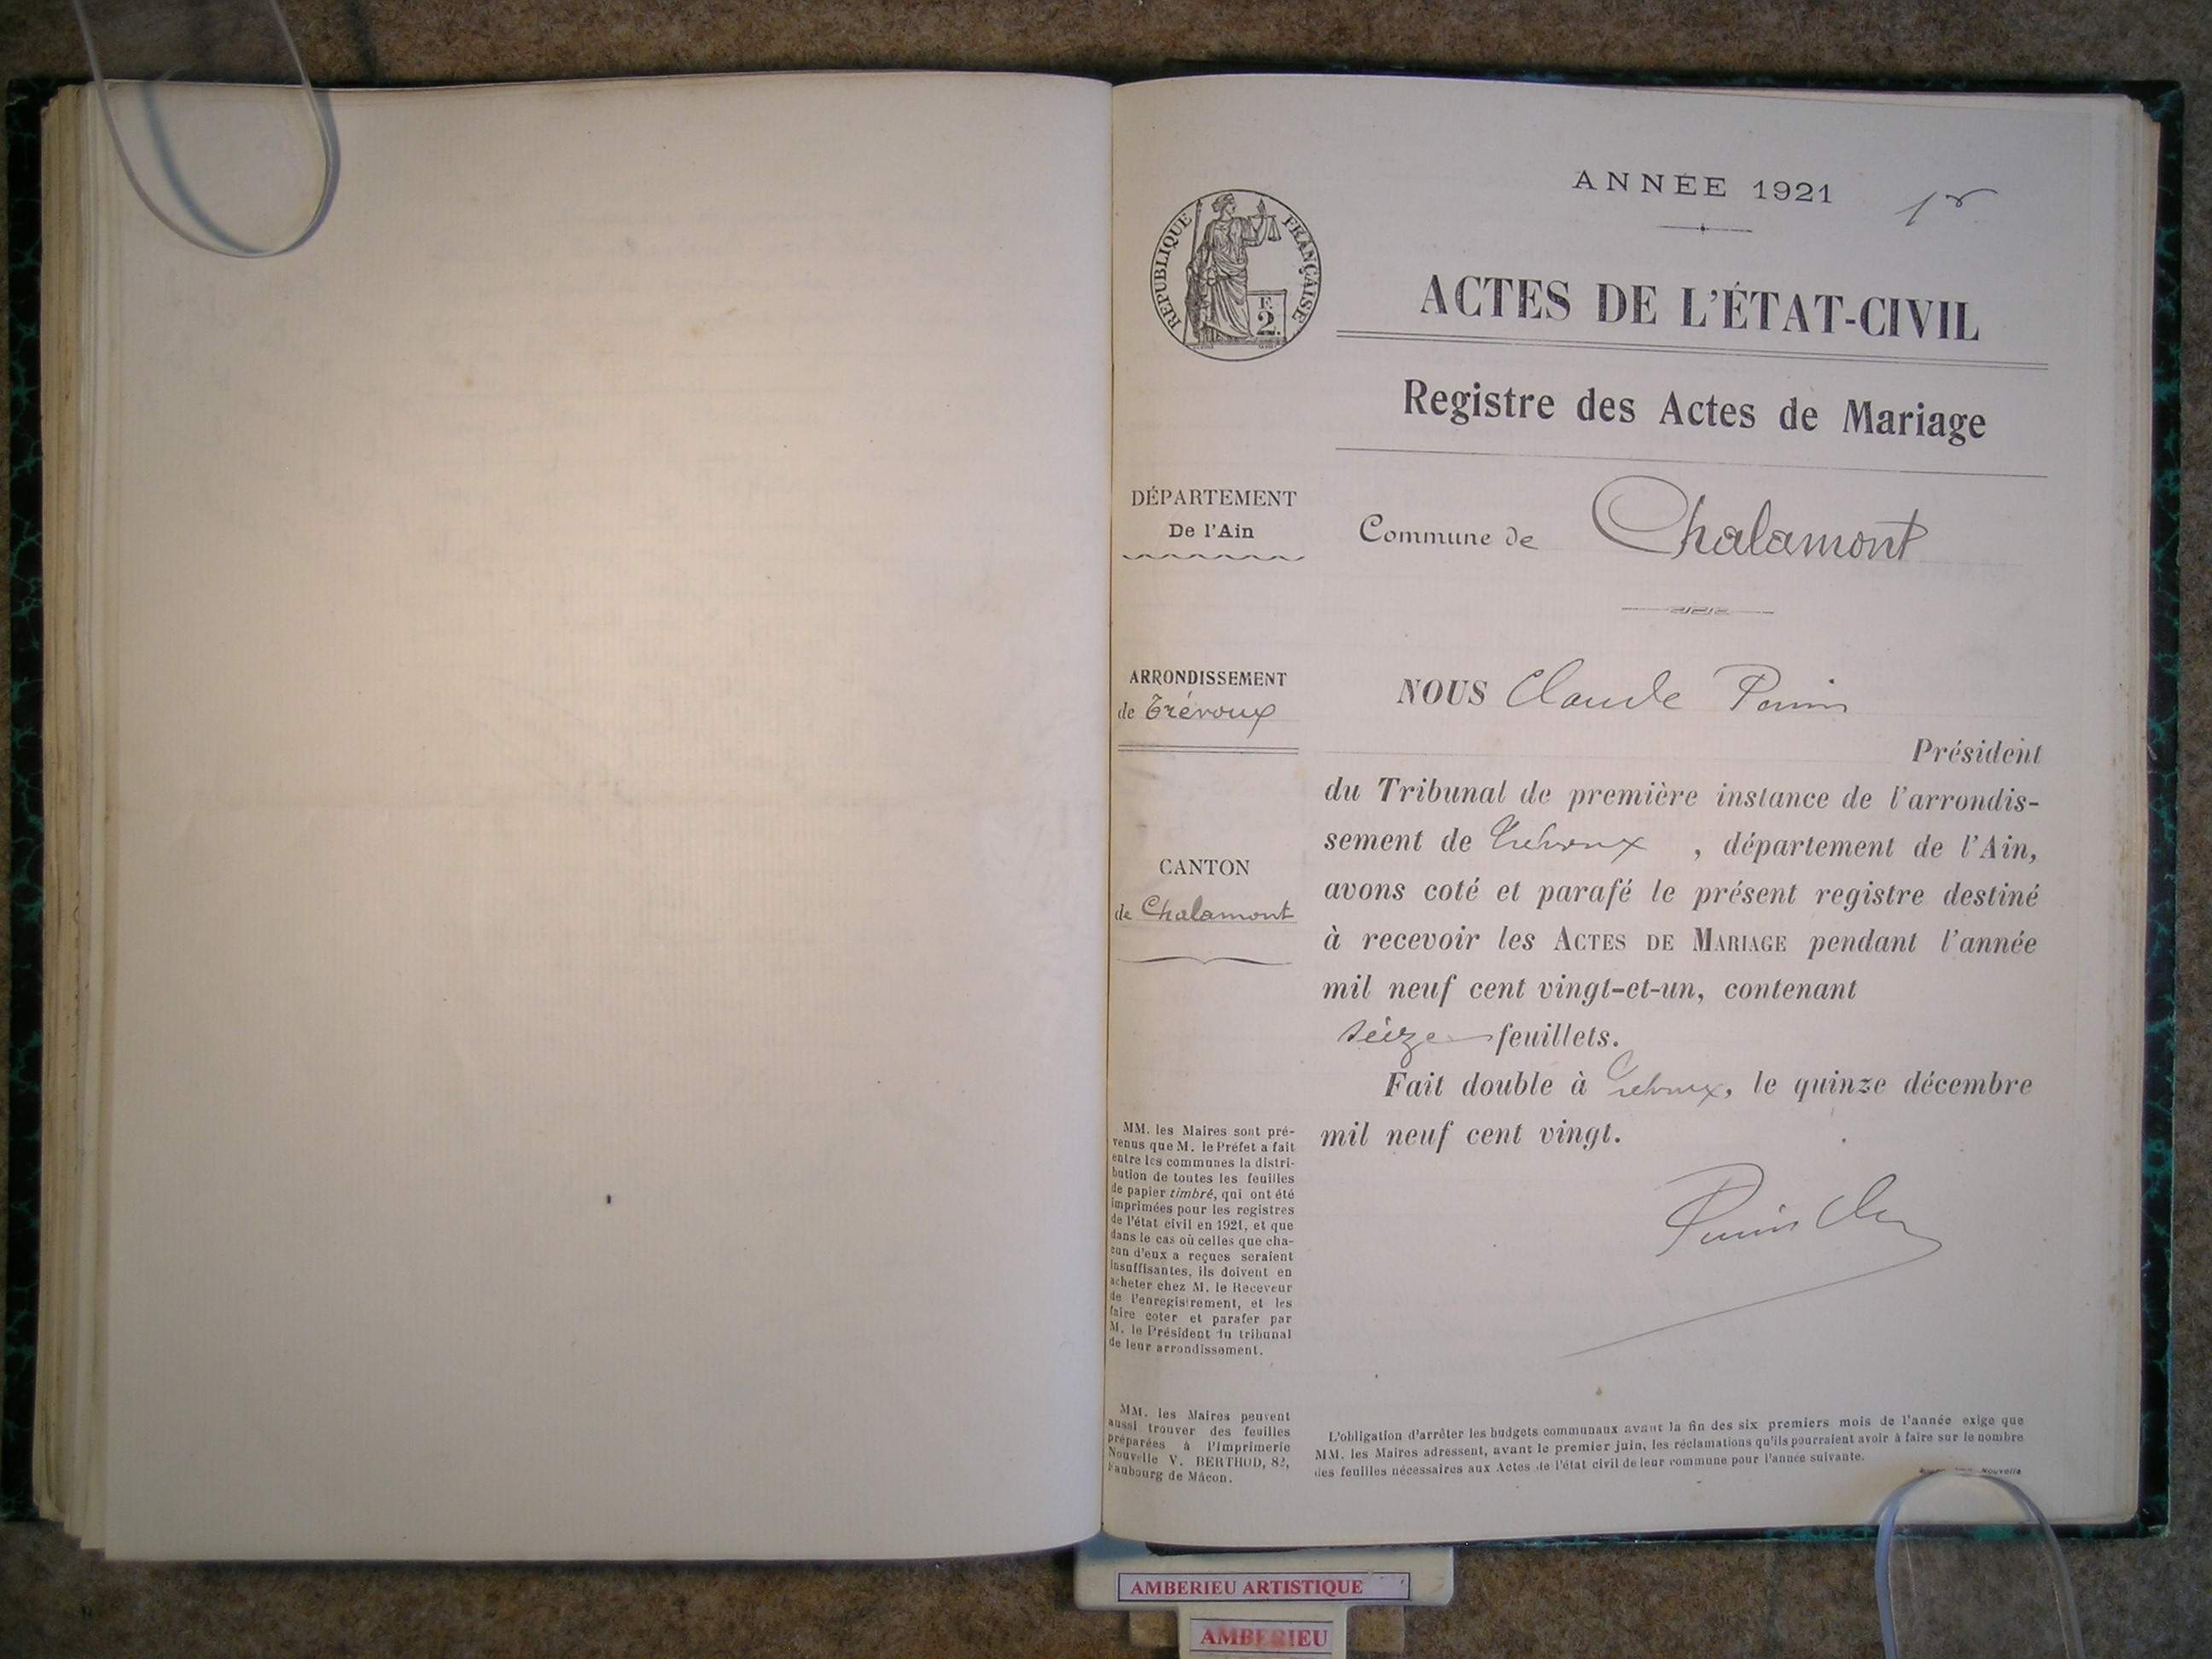 ANNÉE 1921
RÉPUBLIQUE FRANÇAISE
F.
2.
ACTES DE L'ÉTAT-CIVIL
Registre des Actes de Mariage
DÉPARTEMENT
De l'Ain
Commune de Chalamont
ARRONDISSEMENT
de Trévoux
CANTON
de Chalamont
MM. les Maires sont pré-
venus que M. le Préfet a fait
entre les communes la distri-
bution de toutes les feuilles
de papier timbré, qui ont été
imprimées pour les registres
de l'état civil en 1921, et que
dans le cas où celles que cha-
cun d'eux a reçues seraient
insuffisantes, ils doivent en
acheter chez M. le Receveur
de l'enregistrement, et les
faire coter et parafer par
M. le Président du tribunal
de leur arrondissement.
MM. les Maires peuvent
aussi trouver des feuilles
préparées à l'Imprimerie
Nouvelle V. BERTHOD, 82,
Faubourg de Mâcon.
NOUS Claude
Président
du Tribunal de première instance de l'arrondis-
sement de Trévoux, département de l'Ain,
avons coté et parafé le présent registre destiné
à recevoir les ACTES DE MARIAGE pendant l'année
mil neuf cent vingt-et-un, contenant
seize feuillets.
Fait double à Trévoux, le quinze décembre
mil neuf cent vingt.
L'obligation d'arrêter les budgets communaux avant la fin des six premiers mois de l'année exige que
MM. les Maires adressent, avant le premier juin, les réclamations qu'ils pourraient avoir à faire sur le nombre
des feuilles nécessaires aux Actes de l'état civil de leur commune pour l'année suivante.
Nouvelle
AMBERIEU ARTISTIQUE
AMBERIEU